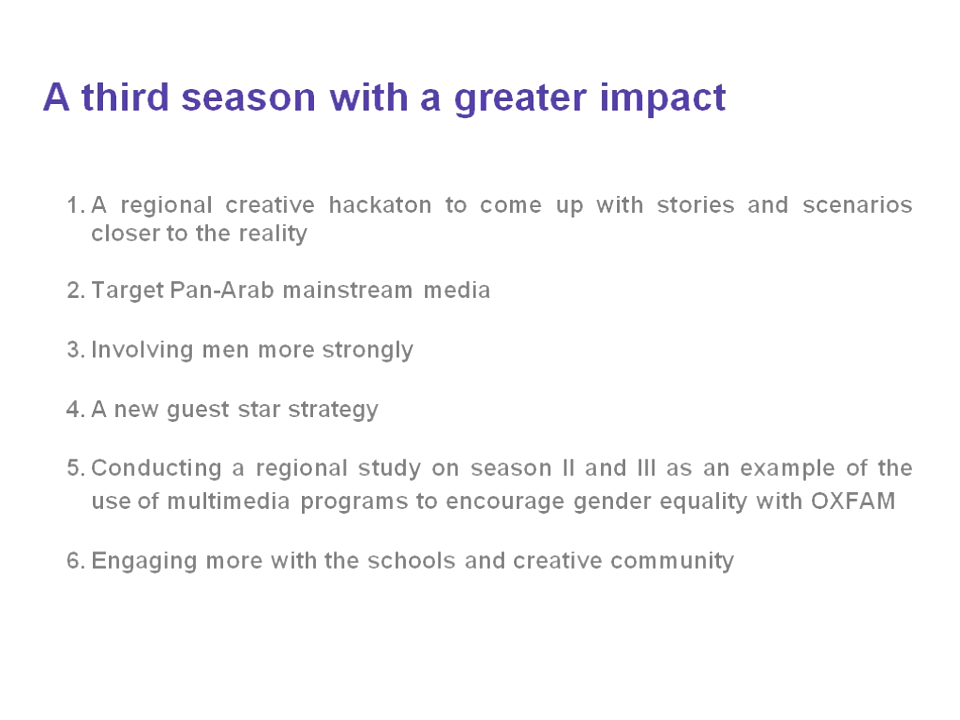 A third season with a greater impact
1. A regional creative hackaton to come up with stories and scenarios
closer to the reality
2. Target Pan-Arab mainstream media
3. Involving men more strongly
4. A new guest star strategy
5. Conducting a regional study on season II and III as an example of the
use of multimedia programs to encourage gender equality with OXFAM
6. Engaging more with the schools and creative community